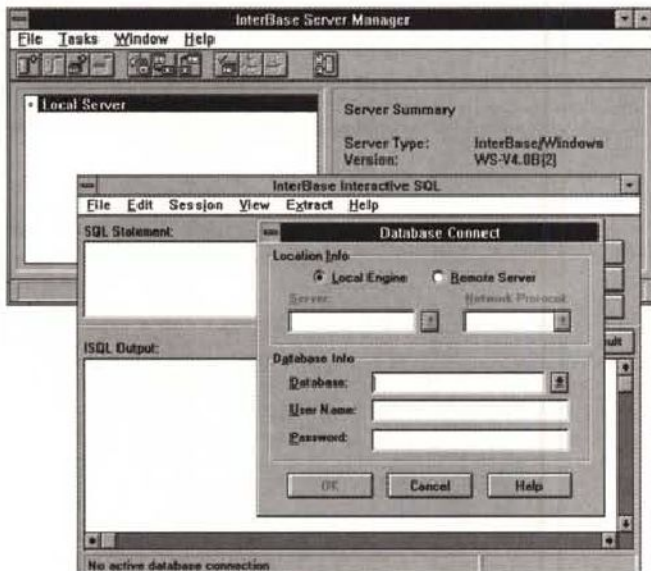 InterBase Server Manager
File Tasks Window Help
Local Server
Server Summary
Server Type: InterBase/Windows
Version: WS-V4.0B(2)
InterBase Interactive SQL
File Edit Session View Extract Help
SQL Statement:
Database Connect
Location Info
Local Engine Remote Server
Server: Network Protocol:
ISQL Output:
ult
Database Info
Database:
User Name:
Password:
OK Cancel Help
No active database connection